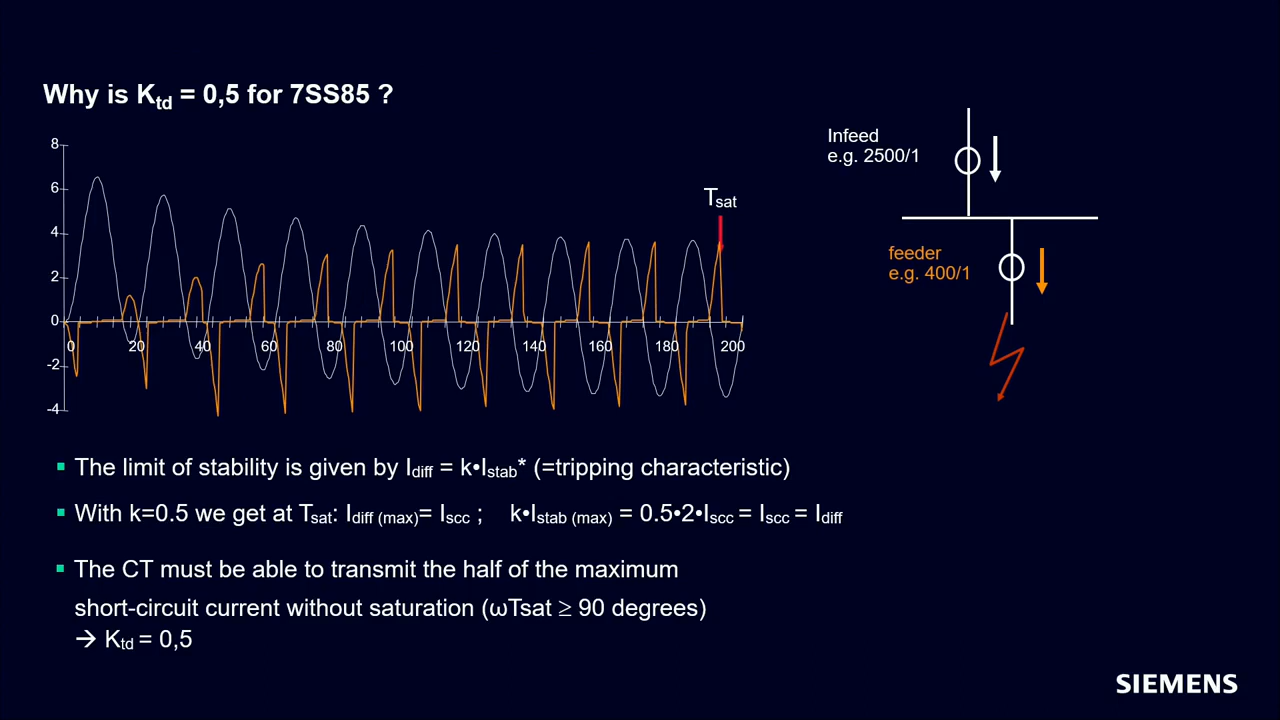 Why is Ktd = 0,5 for 7SS85 ?
8
6
4
2
0
-2
-4
0 20 40 60 80 100 120 140 160 180 200
Tsat
Infeed
e.g. 2500/1
feeder
e.g. 400/1
▪ The limit of stability is given by Idiff = k•Istab* (=tripping characteristic)
▪ With k=0.5 we get at Tsat: Idiff (max)= Iscc ; k•Istab (max) = 0.5•2•Iscc = Iscc = Idiff
▪ The CT must be able to transmit the half of the maximum
short-circuit current without saturation (ωTsat ≥ 90 degrees)
→ Ktd = 0,5
SIEMENS